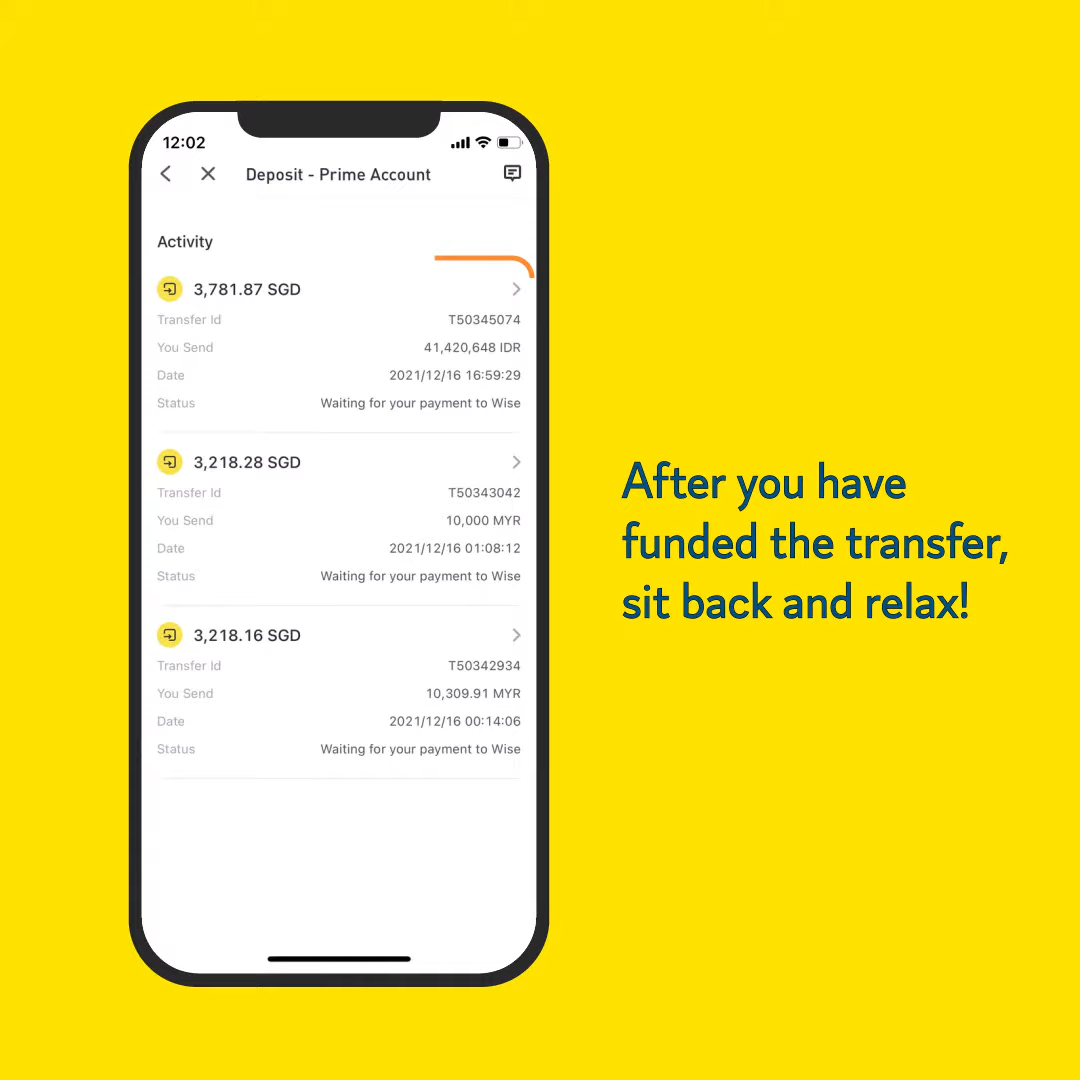 12:02
Deposit - Prime Account
Activity
3,781.87 SGD
Transfer Id T50345074
You Send 41,420,648 IDR
Date 2021/12/16 16:59:29
Status Waiting for your payment to Wise
3,218.28 SGD
Transfer Id T50343042
You Send 10,000 MYR
Date 2021/12/16 01:08:12
Status Waiting for your payment to Wise
3,218.16 SGD
Transfer Id T50342934
You Send 10,309.91 MYR
Date 2021/12/16 00:14:06
Status Waiting for your payment to Wise
After you have
funded the transfer,
sit back and relax!